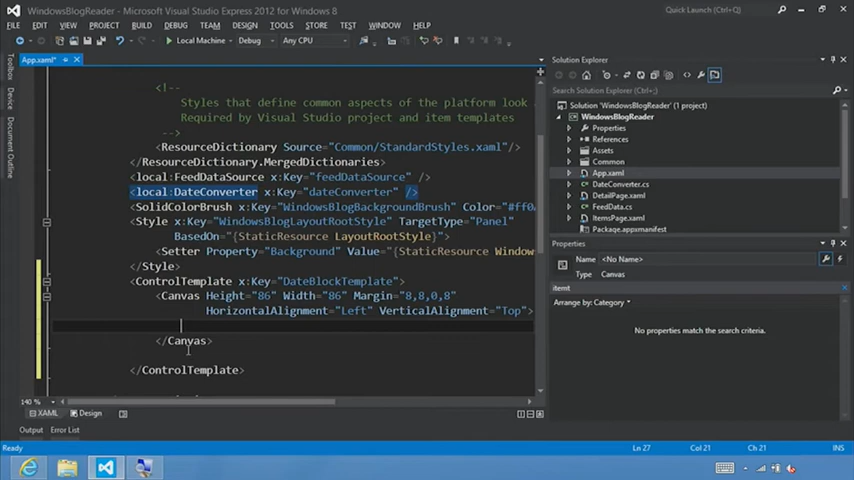 WindowsBlogReader - Microsoft Visual Studio Express 2012 for Windows 8
Quick Launch (Ctrl+Q)
FILE EDIT VIEW PROJECT BUILD DEBUG TEAM DESIGN TOOLS STORE TEST WINDOW HELP
Local Machine Debug Any CPU
App.xaml*
Toolbox
Device
Document Outline
<!--
Styles that define common aspects of the platform look a
Required by Visual Studio project and item templates
-->
<ResourceDictionary Source="Common/StandardStyles.xaml"/>
</ResourceDictionary.MergedDictionaries>
<local:FeedDataSource x:Key="feedDataSource" />
<local:DateConverter x:Key="dateConverter" />
<SolidColorBrush x:Key="WindowsBlogBackgroundBrush" Color="#ff0
<Style x:Key="WindowsBlogLayoutRootStyle" TargetType="Panel"
BasedOn="{StaticResource LayoutRootStyle}">
<Setter Property="Background" Value="{StaticResource Window
</Style>
<ControlTemplate x:Key="DateBlockTemplate">
<Canvas Height="86" Width="86" Margin="8,8,0,8"
HorizontalAlignment="Left" VerticalAlignment="Top">
</Canvas>
</ControlTemplate>
140 %
XAML Design
Solution Explorer
Search Solution Explorer (Ctrl+;)
Solution 'WindowsBlogReader' (1 project)
WindowsBlogReader
Properties
References
Assets
Common
App.xaml
DateConverter.cs
DetailPage.xaml
FeedData.cs
ItemsPage.xaml
Package.appxmanifest
Properties
Name <No Name>
Type Canvas
itemt
Arrange by: Category
No properties match the search criteria.
Output Error List
Ready Ln 27 Col 21 Ch 21 INS